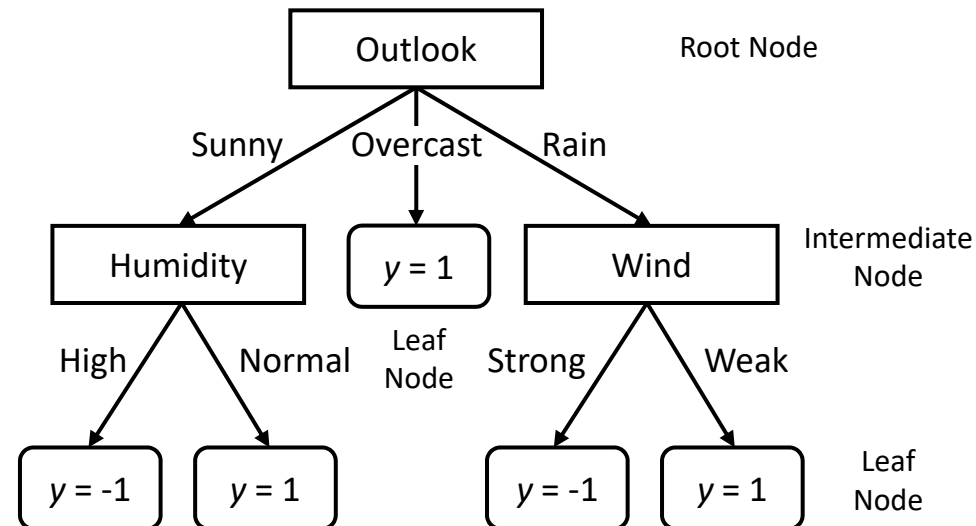 Outlook
Root Node
Sunny
Overcast
Rain
Humidity
y = 1
Wind
Intermediate
Node
High
Normal
Leaf
Node
Strong
Weak
y = -1
y = 1
y = -1
y = 1
Leaf
Node